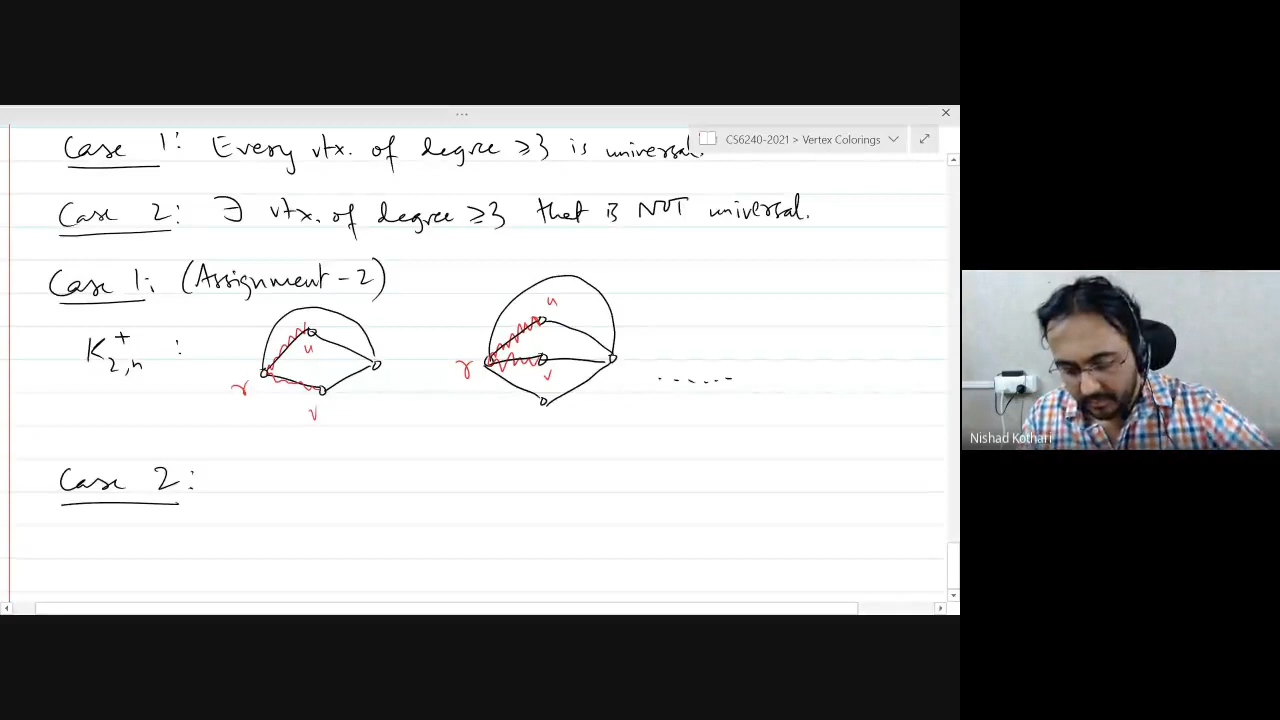 CS6240-2021 > Vertex Colorings
Case 1: Every vtx. of degree ≥3 is universal.
Case 2: ∃ vtx. of degree ≥3 that is NOT universal.
Case 1: (Assignment-2)
K⁺2,n :
u
r
v
u
r
v
......
Case 2:
Nishad Kothari